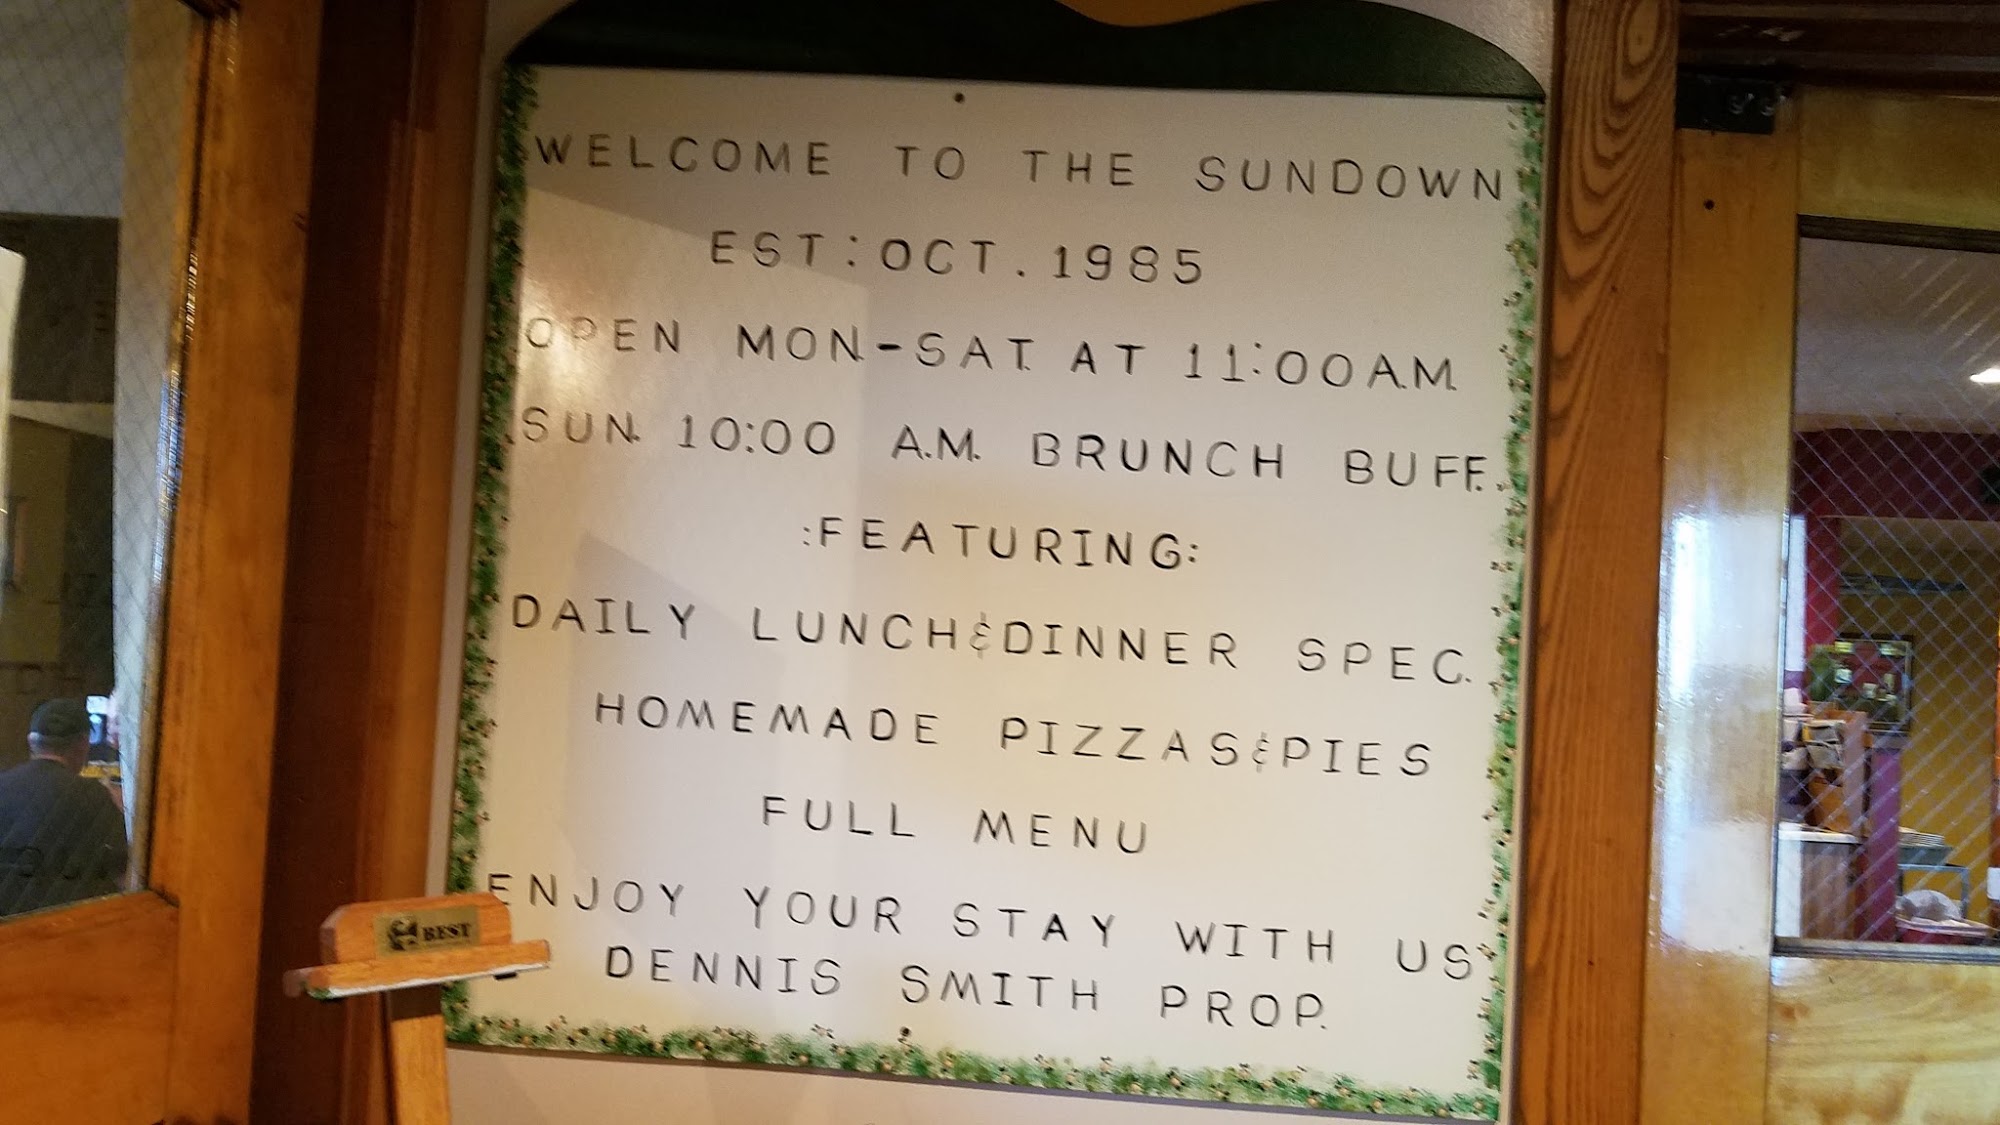 WELCOME TO THE SUNDOWN
EST:OCT.1985
OPEN MON.-SAT. AT 11:00A.M.
SUN. 10:00 A.M. BRUNCH BUFF.
:FEATURING:
DAILY LUNCH&DINNER SPEC.
HOMEMADE PIZZAS&PIES
FULL MENU
ENJOY YOUR STAY WITH US
DENNIS SMITH PROP.
BEST